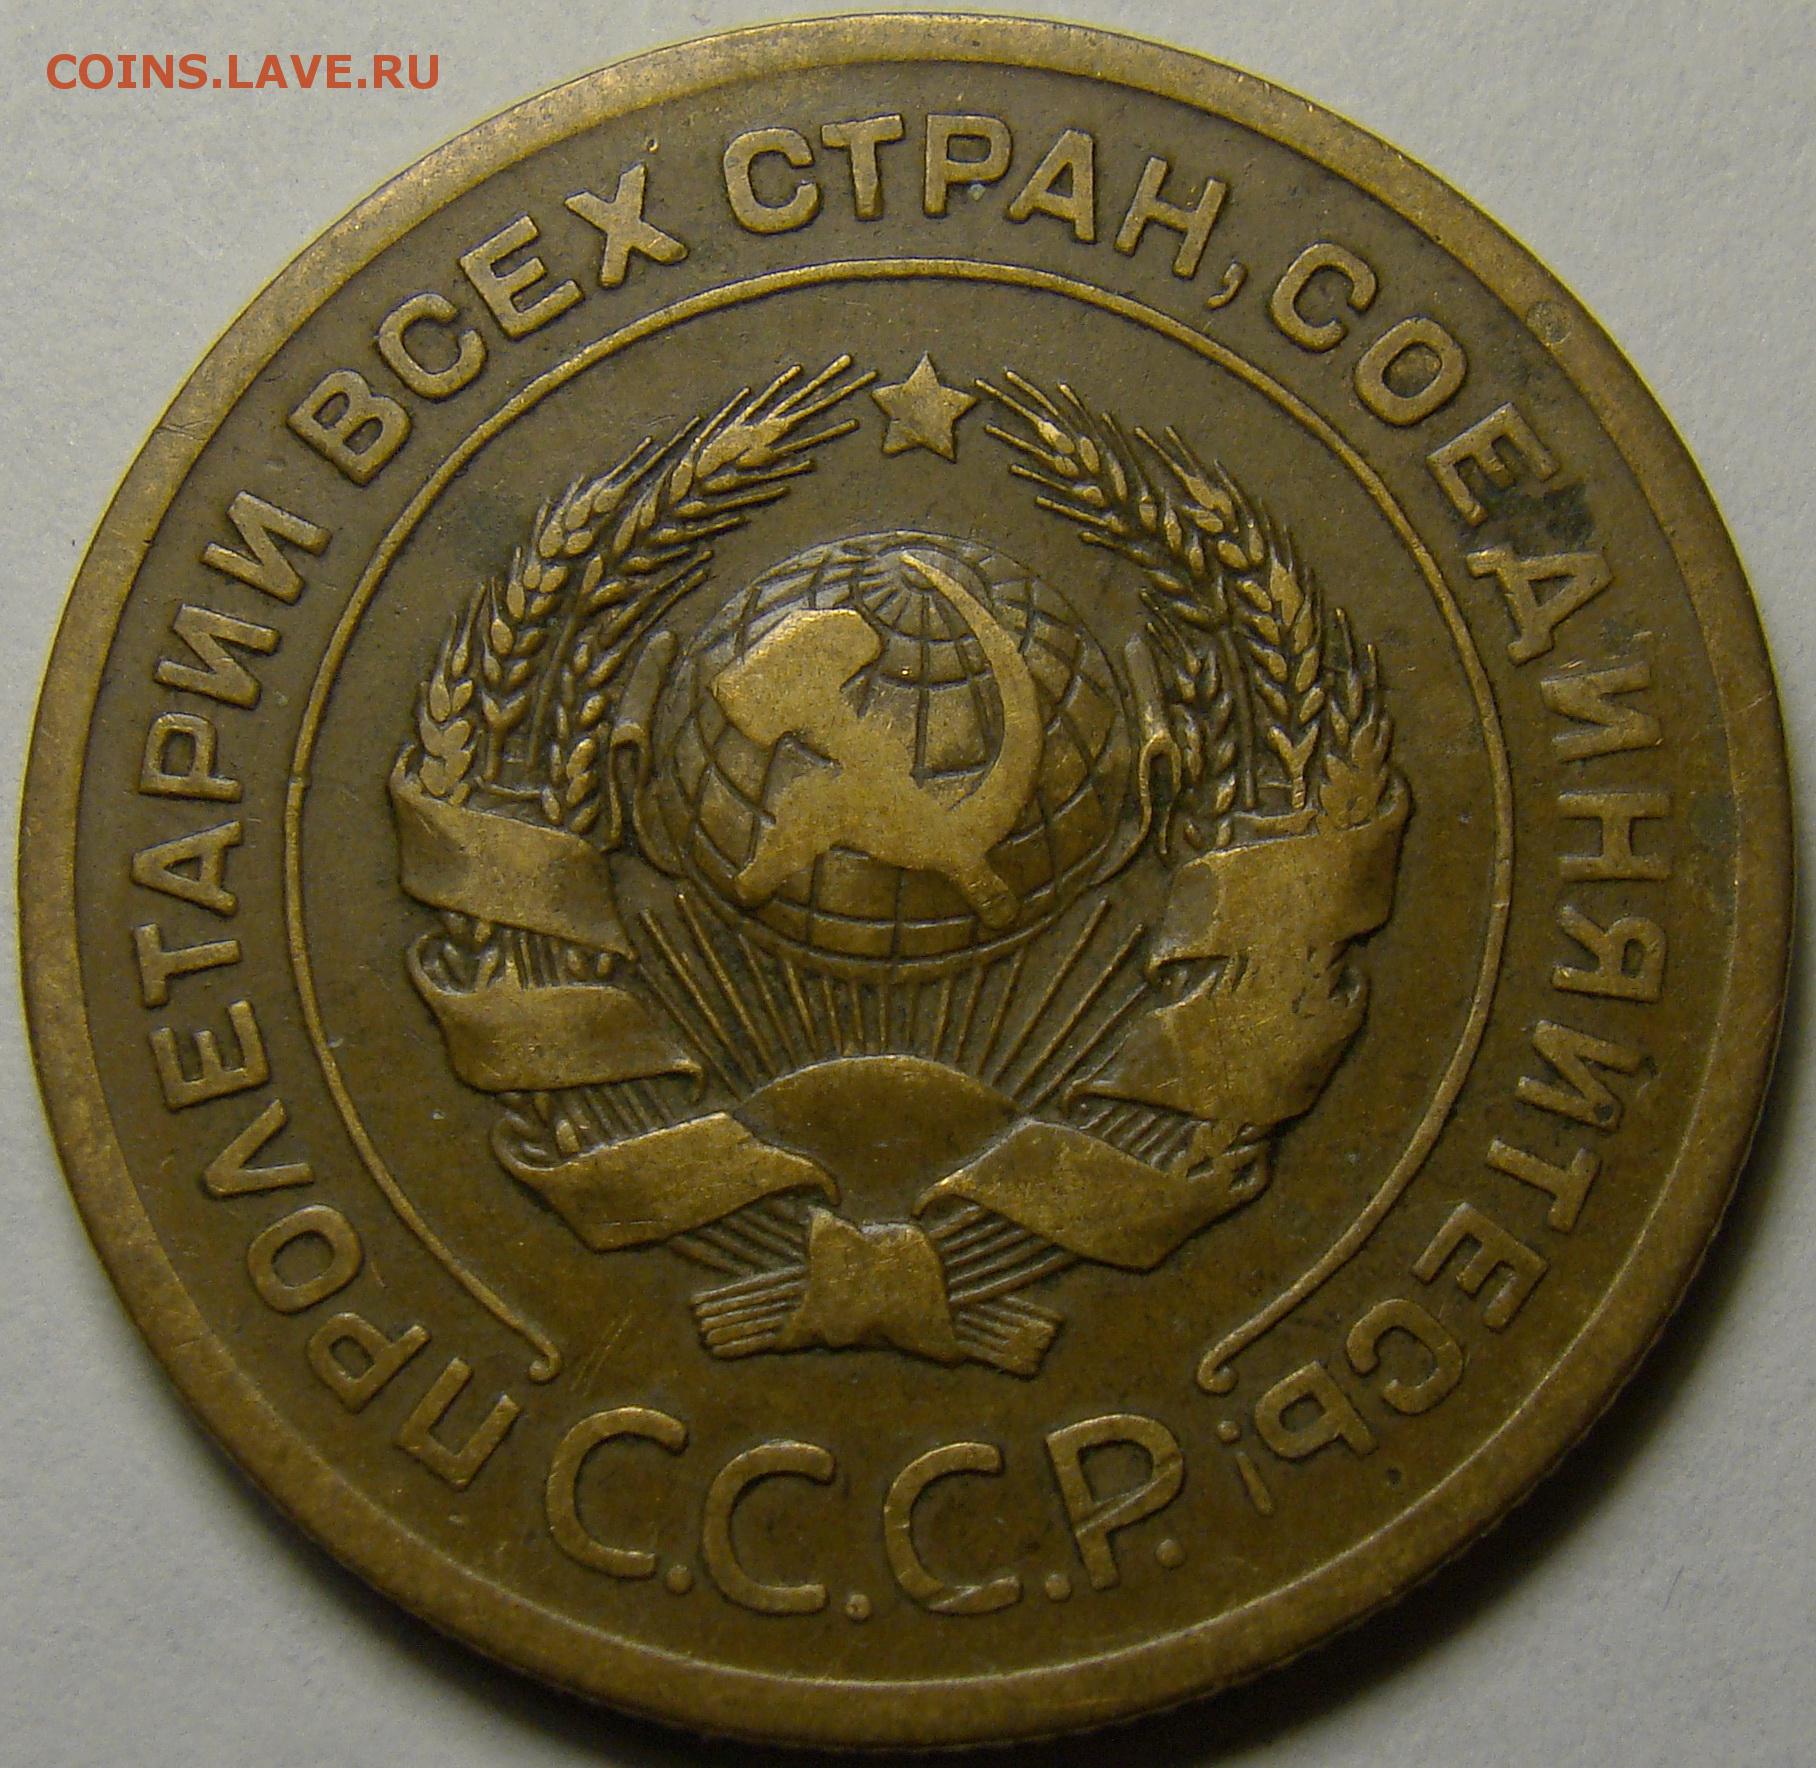 COINS.LAVE.RU
ПРОЛЕТАРИИ ВСЕХ СТРАН, СОЕДИНЯЙТЕСЬ!
С.С.С.Р.